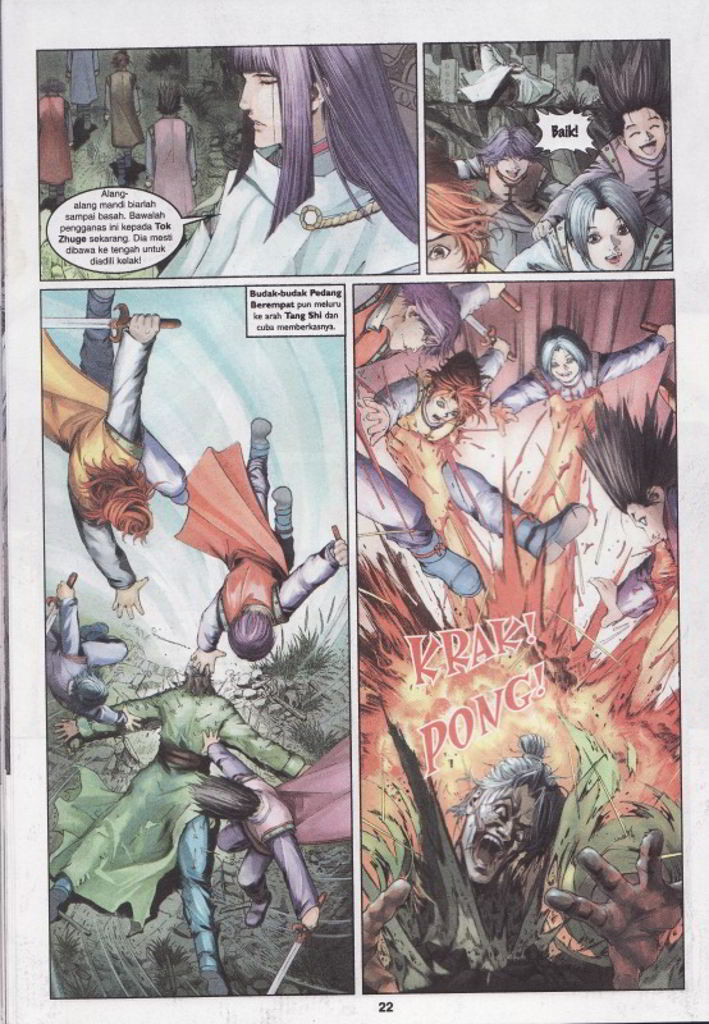 Alang-
alang mandi biarlah
sampai basah. Bawalah
pengganas ini kepada Tok
Zhuge sekarang. Dia mesti
dibawa ke tengah untuk
diadili kelak!
Baik!
Budak-budak Pedang
Berempat pun meluru
ke arah Tang Shi dan
cuba memberkasnya.
KRAK!
PONG!
22